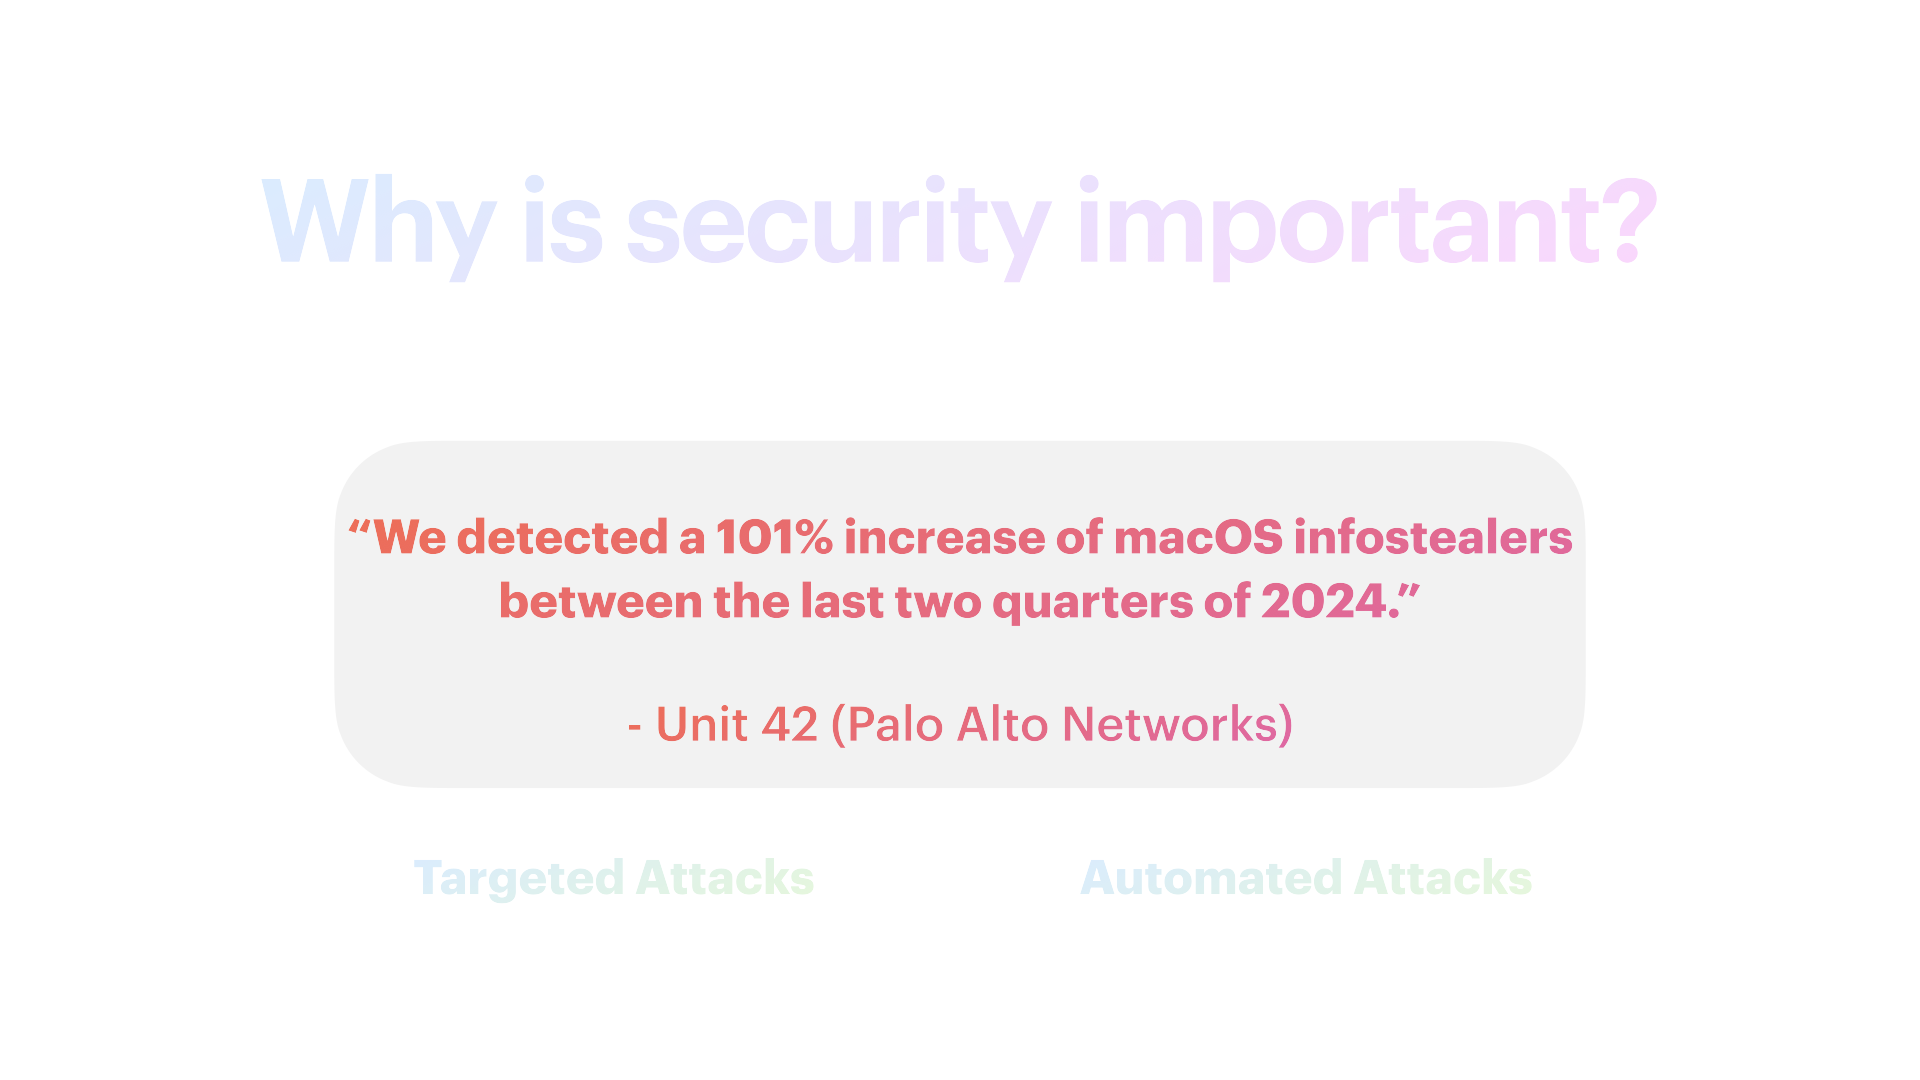 Why is security important?
“We detected a 101% increase of macOS infostealers
between the last two quarters of 2024.”
- Unit 42 (Palo Alto Networks)
Targeted Attacks
Automated Attacks